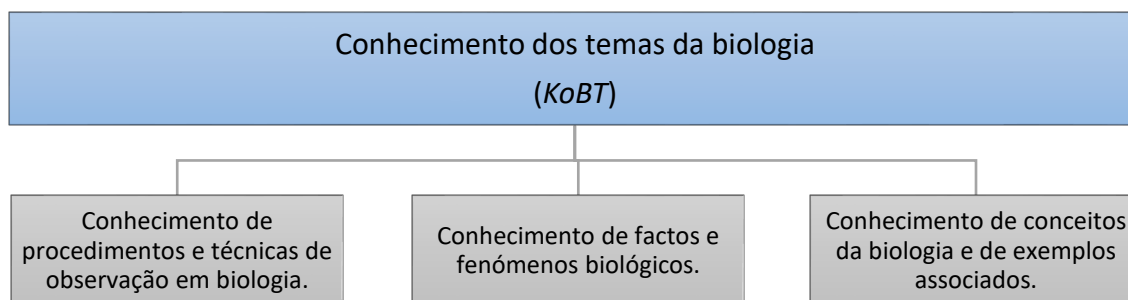 Conhecimento dos temas da biologia
(KoBT)
Conhecimento de
procedimentos e técnicas de
observação em biologia.
Conhecimento de factos e
fenómenos biológicos.
Conhecimento de conceitos
da biologia e de exemplos
associados.